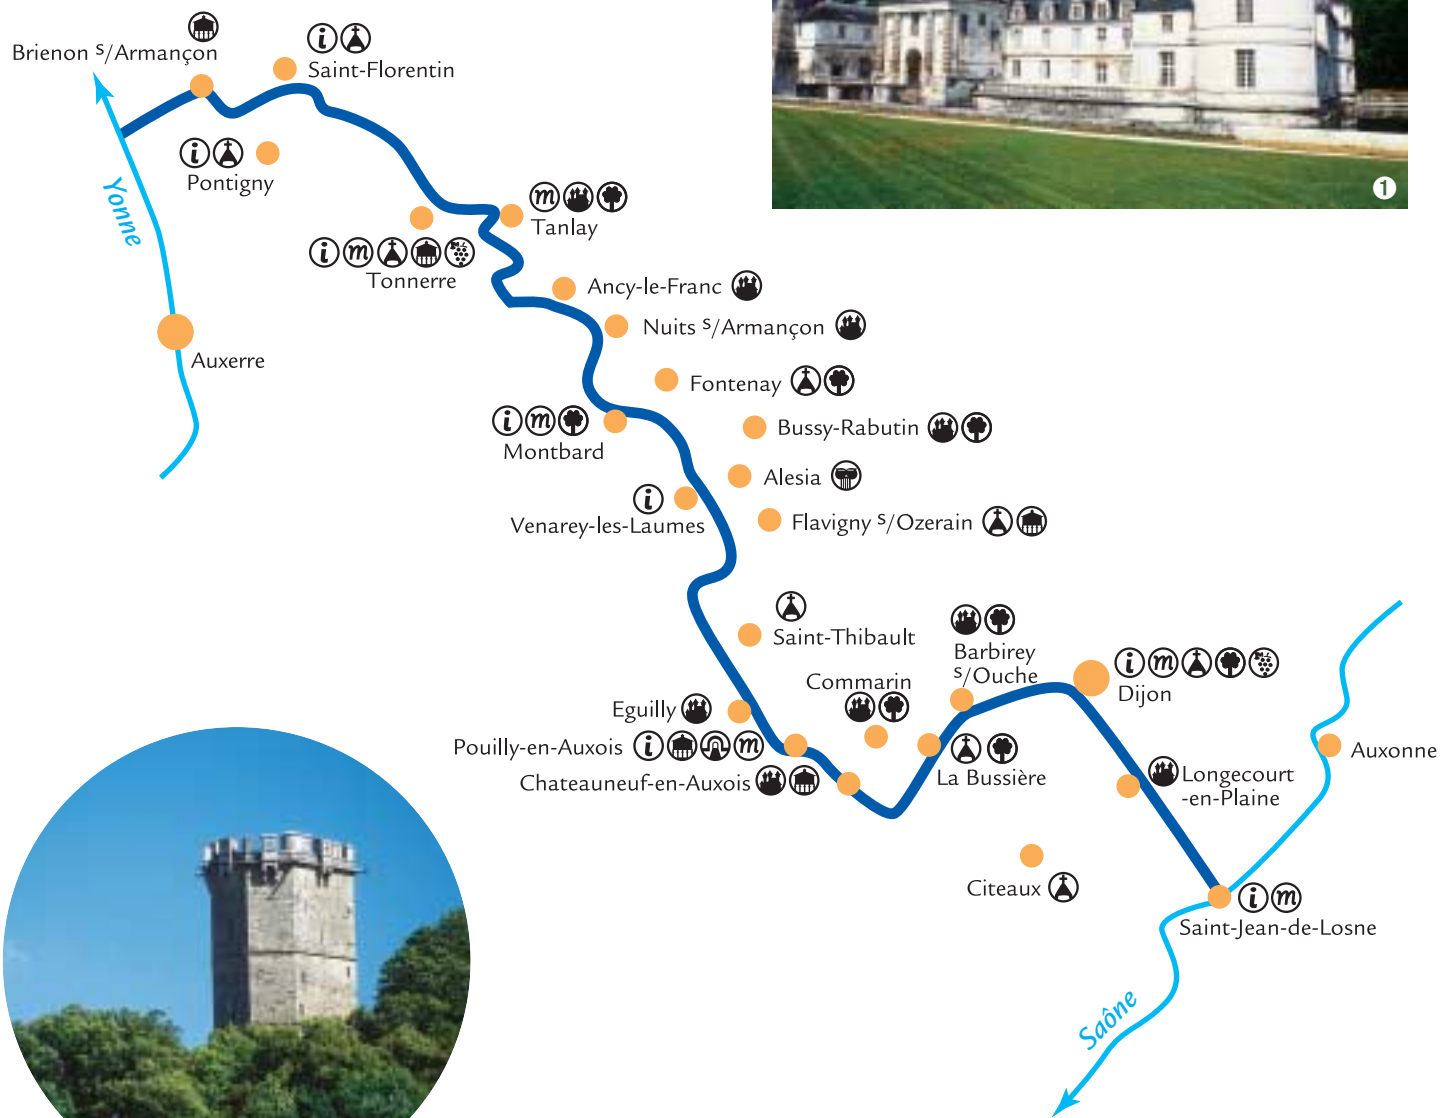 Brienon s/Armançon
Saint-Florentin
i
i
Pontigny
Yonne
m
Tanlay
i m
Tonnerre
Ancy-le-Franc
Nuits s/Armançon
Auxerre
Fontenay
i m
Montbard
Bussy-Rabutin
Alesia
i
Venarey-les-Laumes
Flavigny s/Ozerain
Saint-Thibault
Barbirey
s/Ouche
Commarin
i m
Dijon
Eguilly
Pouilly-en-Auxois i m
Chateauneuf-en-Auxois
La Bussière
Longecourt
-en-Plaine
Auxonne
Citeaux
i m
Saint-Jean-de-Losne
Saône
1